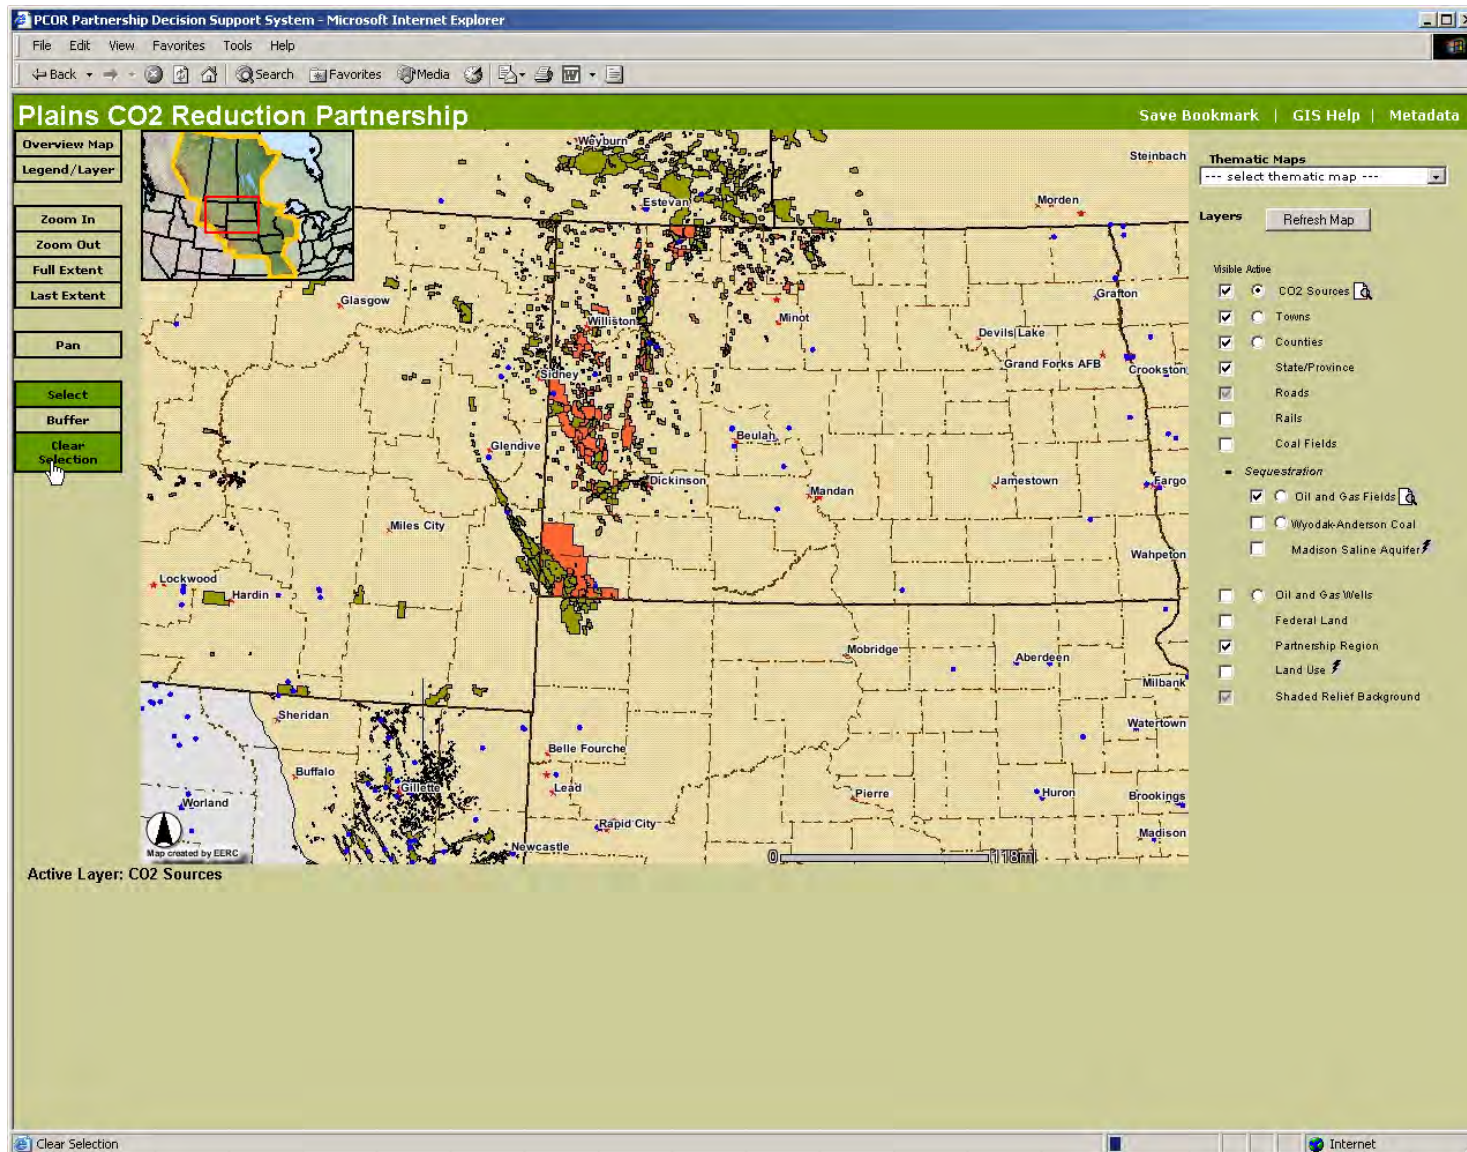 PCOR Partnership Decision Support System - Microsoft Internet Explorer
File Edit View Favorites Tools Help
Back Search Favorites Media
Plains CO2 Reduction Partnership
Save Bookmark | GIS Help | Metadata
Overview Map
Legend/Layer
Zoom In
Zoom Out
Full Extent
Last Extent
Pan
Select
Buffer
Clear
Selection
Weyburn
Steinbach
Estevan
Morden
Glasgow
Grafton
Williston
Minot
Devils Lake
Grand Forks AFB
Crookston
Sidney
Glendive
Beulah
Dickinson
Mandan
Jamestown
Fargo
Miles City
Wahpeton
Lockwood
Hardin
Mobridge
Aberdeen
Milbank
Sheridan
Watertown
Belle Fourche
Buffalo
Gillette
Lead
Pierre
Huron
Brookings
Worland
Rapid City
Madison
Newcastle
Map created by EERC
0 118mi
Thematic Maps
--- select thematic map ---
Layers
Refresh Map
Visible Active
CO2 Sources
Towns
Counties
State/Province
Roads
Rails
Coal Fields
Sequestration
Oil and Gas Fields
Wyodak-Anderson Coal
Madison Saline Aquifer
Oil and Gas Wells
Federal Land
Partnership Region
Land Use
Shaded Relief Background
Active Layer: CO2 Sources
Clear Selection
Internet